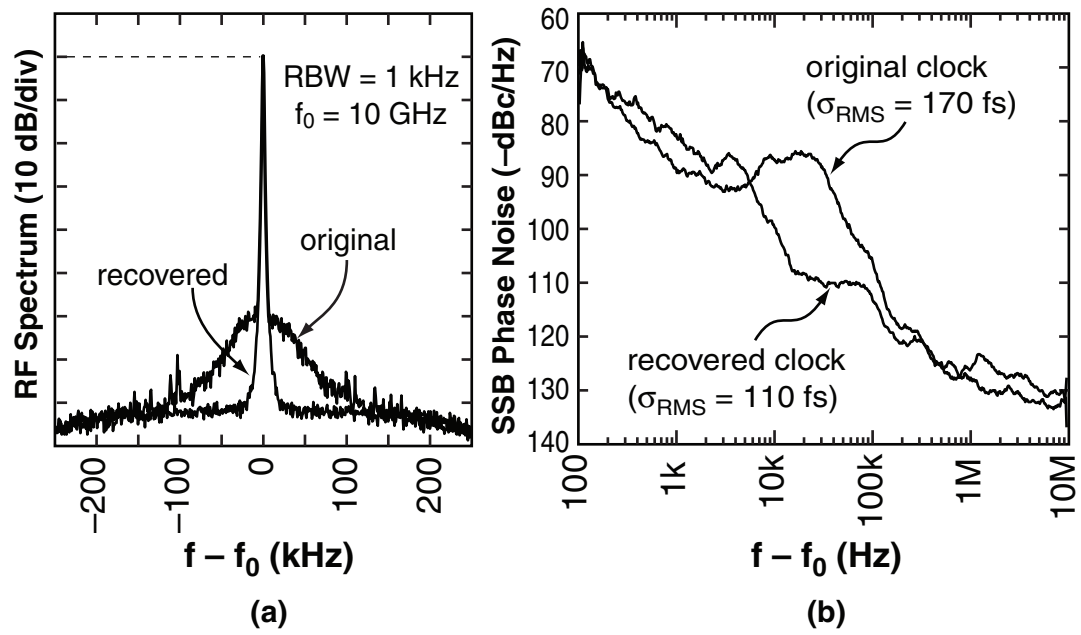 RF Spectrum (10 dB/div)
RBW = 1 kHz
f0 = 10 GHz
original
recovered
−200
−100
0
100
200
f − f0 (kHz)
(a)
SSB Phase Noise (−dBc/Hz)
60
70
80
90
100
110
120
130
140
original clock
(σRMS = 170 fs)
recovered clock
(σRMS = 110 fs)
100
1k
10k
100k
1M
10M
f − f0 (Hz)
(b)